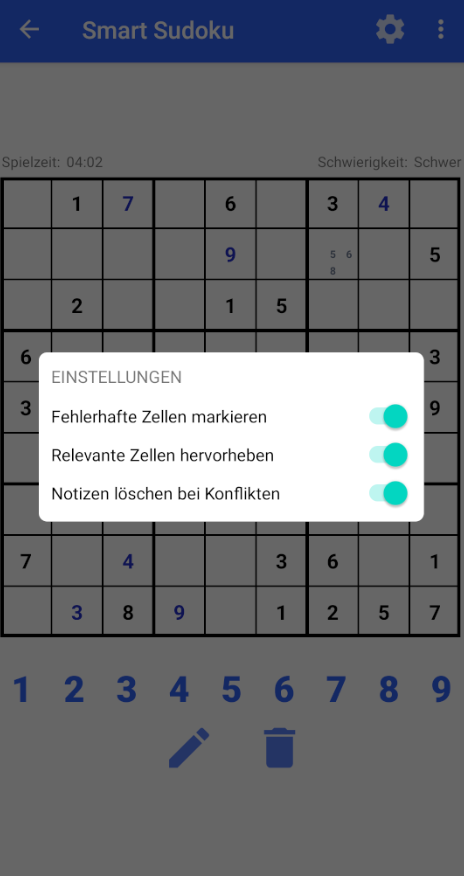 Smart Sudoku
Spielzeit: 04:02 Schwierigkeit: Schwer
1 7 6 3 4
9 5 6 5
8
2 1 5
6 3
EINSTELLUNGEN
Fehlerhafte Zellen markieren
3 9
Relevante Zellen hervorheben
Notizen löschen bei Konflikten
7 4 3 6 1
3 8 9 1 2 5 7
1 2 3 4 5 6 7 8 9